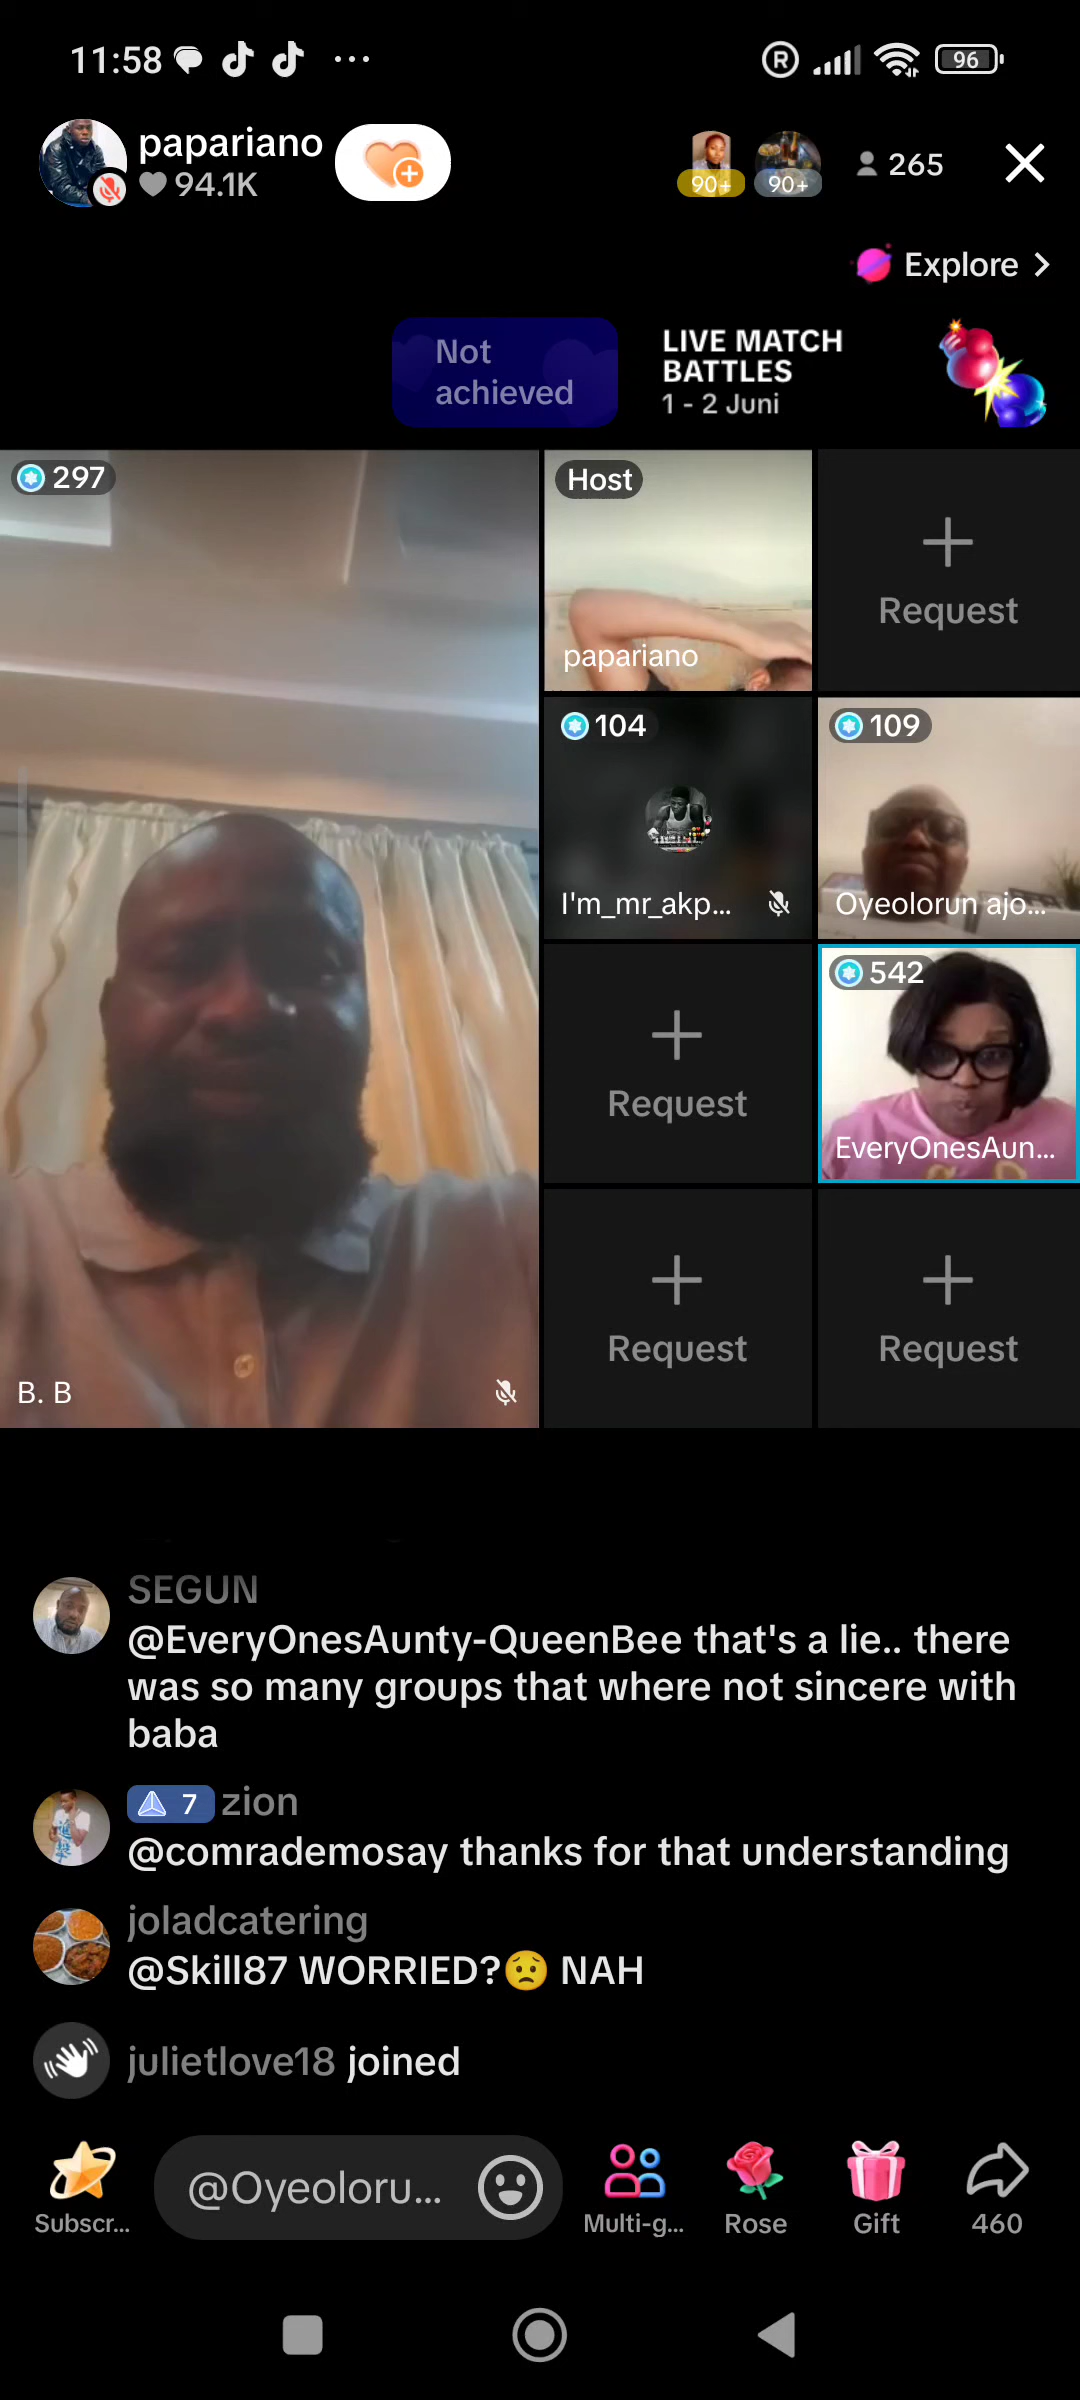 11:58
R
96
papariano
94.1K
90+
90+
265
Explore
Not
achieved
LIVE MATCH
BATTLES
1 - 2 Juni
297
Host
papariano
Request
104
I'm_mr_akp...
109
Oyeolorun ajo...
Request
542
EveryOnesAun...
Request
Request
B. B
SEGUN
@EveryOnesAunty-QueenBee that's a lie.. there
was so many groups that where not sincere with
baba
7 zion
@comrademosay thanks for that understanding
joladcatering
@Skill87 WORRIED?😟 NAH
julietlove18 joined
Subscr...
@Oyeoloru...
Multi-g...
Rose
Gift
460